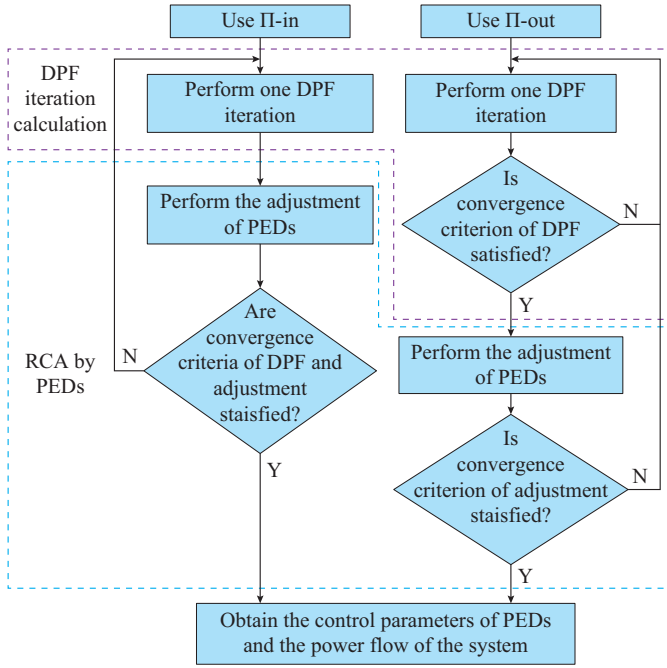 Use Π-in
Use Π-out
DPF
iteration
calculation
Perform one DPF
iteration
Perform one DPF
iteration
Perform the adjustment
of PEDs
Is
convergence
criterion of DPF
satisfied?
N
Y
Are
convergence
criteria of DPF and
adjustment
staisfied?
N
Y
RCA by
PEDs
Perform the adjustment
of PEDs
Is
convergence
criterion of adjustment
staisfied?
N
Y
Obtain the control parameters of PEDs
and the power flow of the system